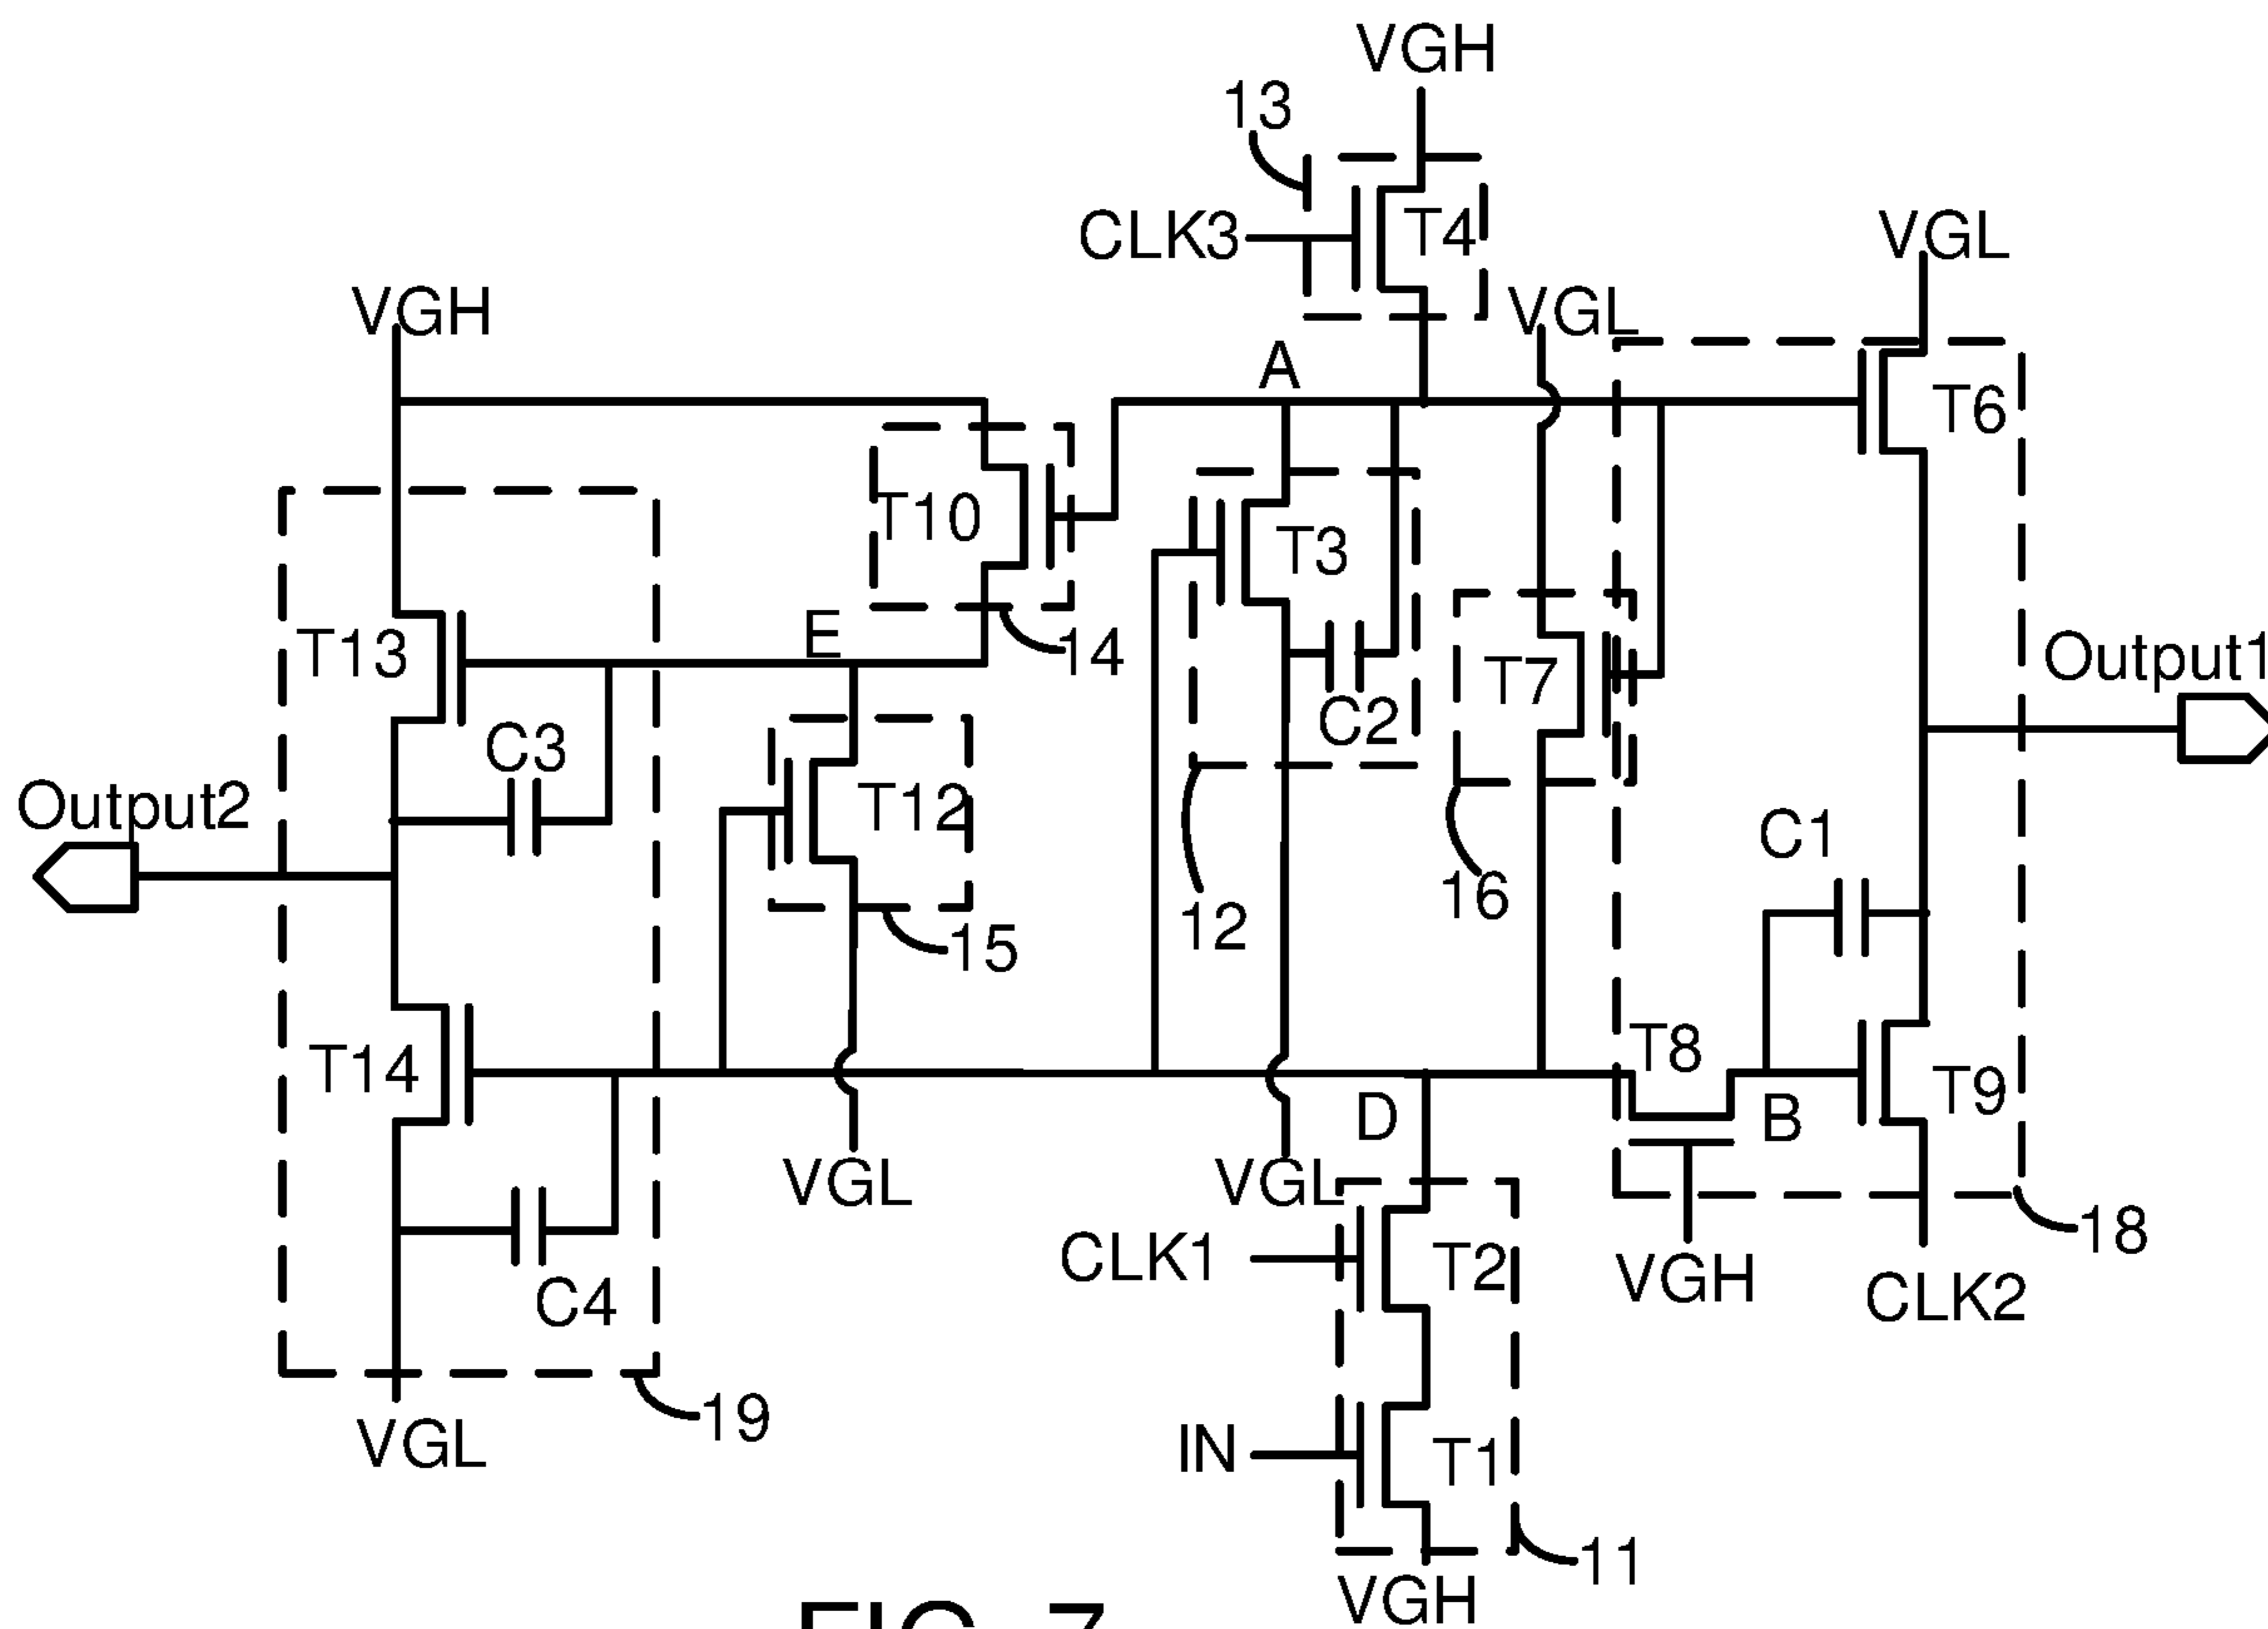 VGH
13
CLK3
T4
VGL
VGH
VGL
A
T6
T10
T3
E
14
T13
T7
Output1
C2
C3
Output2
T12
C1
16
12
15
T8
T14
D
B
T9
VGL
VGL
18
CLK1
T2
VGH
CLK2
C4
19
VGL
IN
T1
11
VGH
FIG. 7